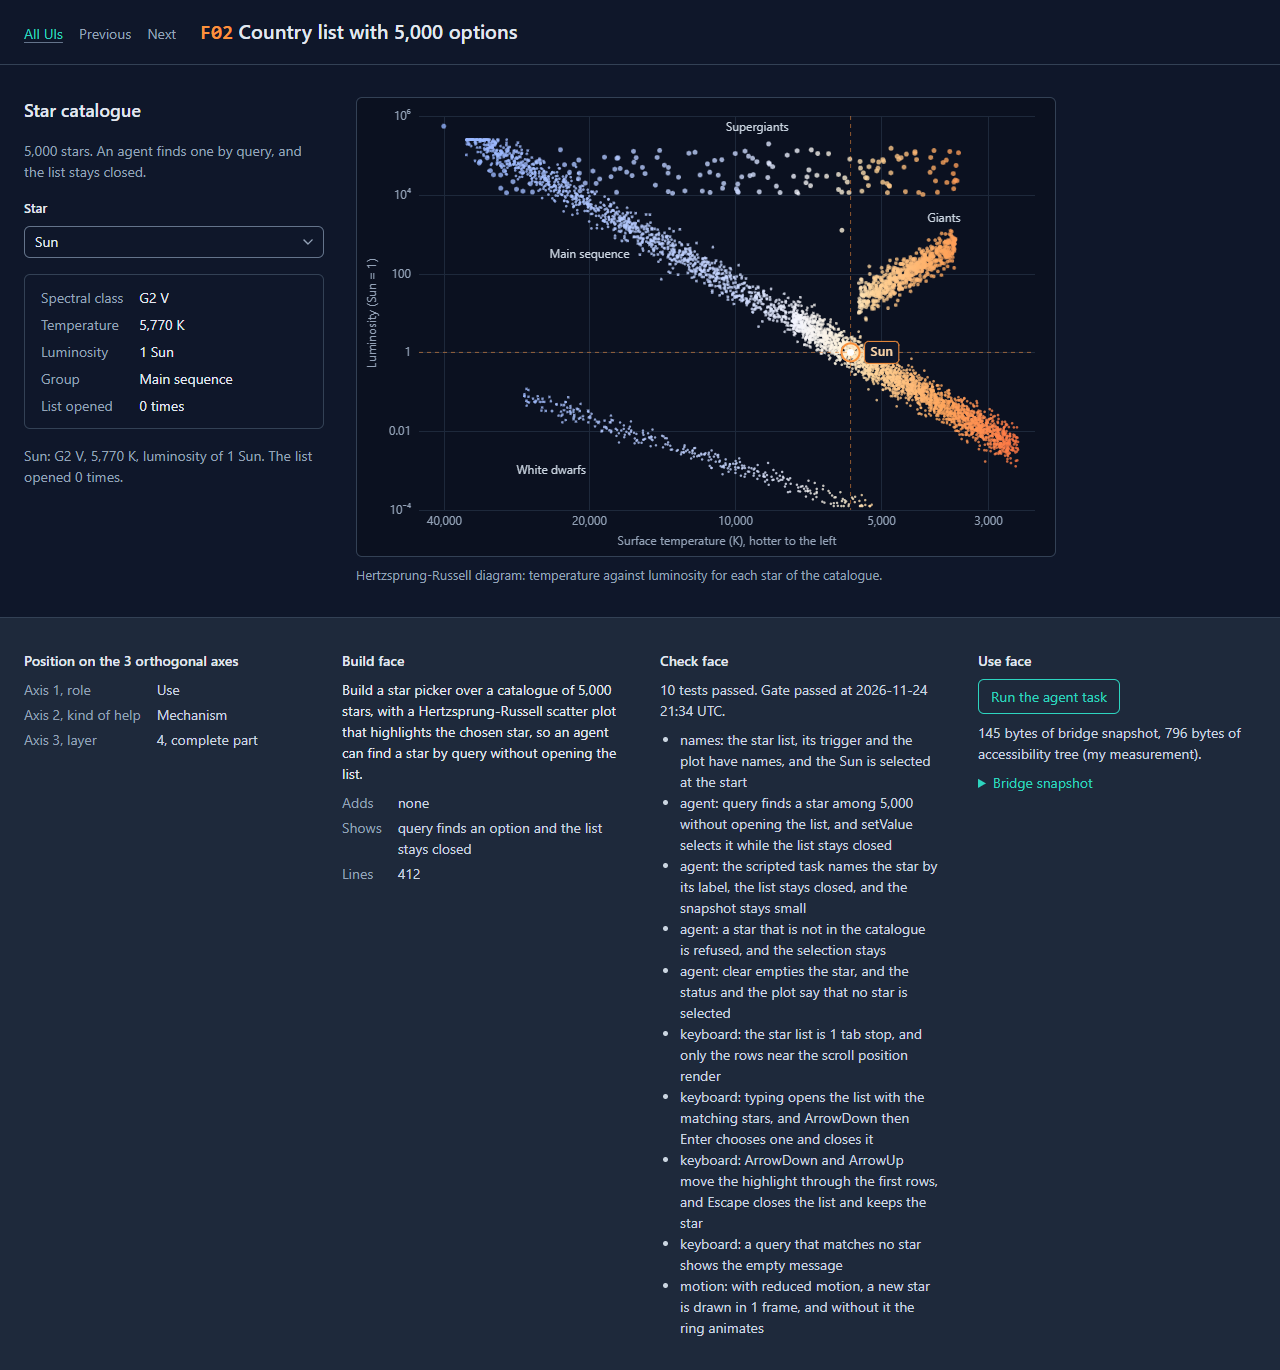 All UIs Previous Next F02 Country list with 5,000 options
Star catalogue
5,000 stars. An agent finds one by query, and
the list stays closed.
Star
Sun
Spectral class G2 V
Temperature 5,770 K
Luminosity 1 Sun
Group Main sequence
List opened 0 times
Sun: G2 V, 5,770 K, luminosity of 1 Sun. The list
opened 0 times.
10⁶
10⁴
100
1
0.01
10⁻⁴
Luminosity (Sun = 1)
Supergiants
Giants
Main sequence
Sun
White dwarfs
40,000 20,000 10,000 5,000 3,000
Surface temperature (K), hotter to the left
Hertzsprung-Russell diagram: temperature against luminosity for each star of the catalogue.
Position on the 3 orthogonal axes
Axis 1, role Use
Axis 2, kind of help Mechanism
Axis 3, layer 4, complete part
Build face
Build a star picker over a catalogue of 5,000
stars, with a Hertzsprung-Russell scatter plot
that highlights the chosen star, so an agent
can find a star by query without opening the
list.
Adds none
Shows query finds an option and the list
stays closed
Lines 412
Check face
10 tests passed. Gate passed at 2026-11-24
21:34 UTC.
• names: the star list, its trigger and the
plot have names, and the Sun is selected
at the start
• agent: query finds a star among 5,000
without opening the list, and setValue
selects it while the list stays closed
• agent: the scripted task names the star by
its label, the list stays closed, and the
snapshot stays small
• agent: a star that is not in the catalogue
is refused, and the selection stays
• agent: clear empties the star, and the
status and the plot say that no star is
selected
• keyboard: the star list is 1 tab stop, and
only the rows near the scroll position
render
• keyboard: typing opens the list with the
matching stars, and ArrowDown then
Enter chooses one and closes it
• keyboard: ArrowDown and ArrowUp
move the highlight through the first rows,
and Escape closes the list and keeps the
star
• keyboard: a query that matches no star
shows the empty message
• motion: with reduced motion, a new star
is drawn in 1 frame, and without it the
ring animates
Use face
Run the agent task
145 bytes of bridge snapshot, 796 bytes of
accessibility tree (my measurement).
Bridge snapshot